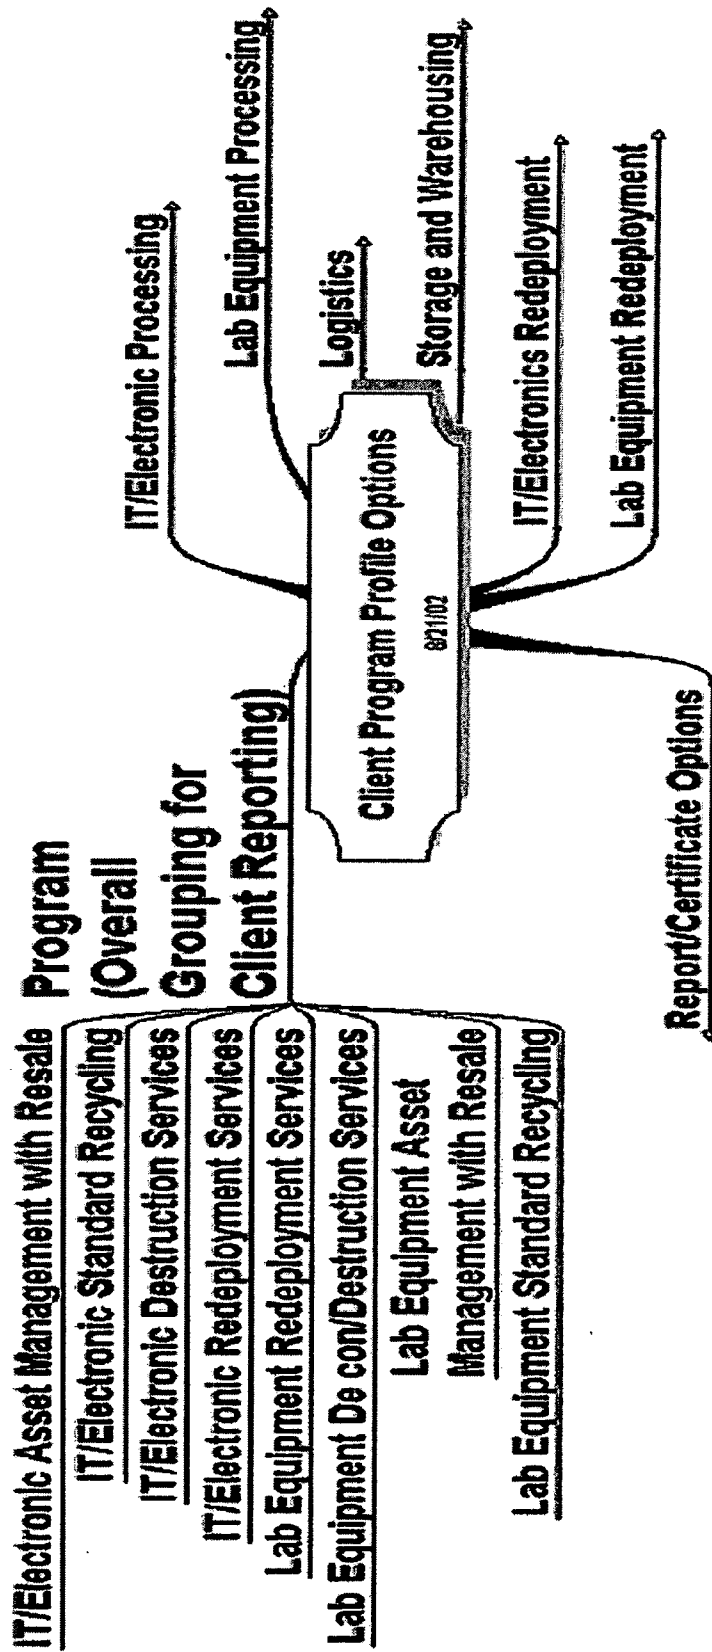 IT/Electronic Asset Management with Resale
IT/Electronic Standard Recycling
IT/Electronic Destruction Services
IT/Electronic Redeployment Services
Lab Equipment Redeployment Services
Lab Equipment De con/Destruction Services
Lab Equipment Asset
Management with Resale
Lab Equipment Standard Recycling
Program
(Overall
Grouping for
Client Reporting)
Client Program Profile Options
8/21/02
IT/Electronic Processing
Lab Equipment Processing
Logistics
Storage and Warehousing
IT/Electronics Redeployment
Lab Equipment Redeployment
Report/Certificate Options